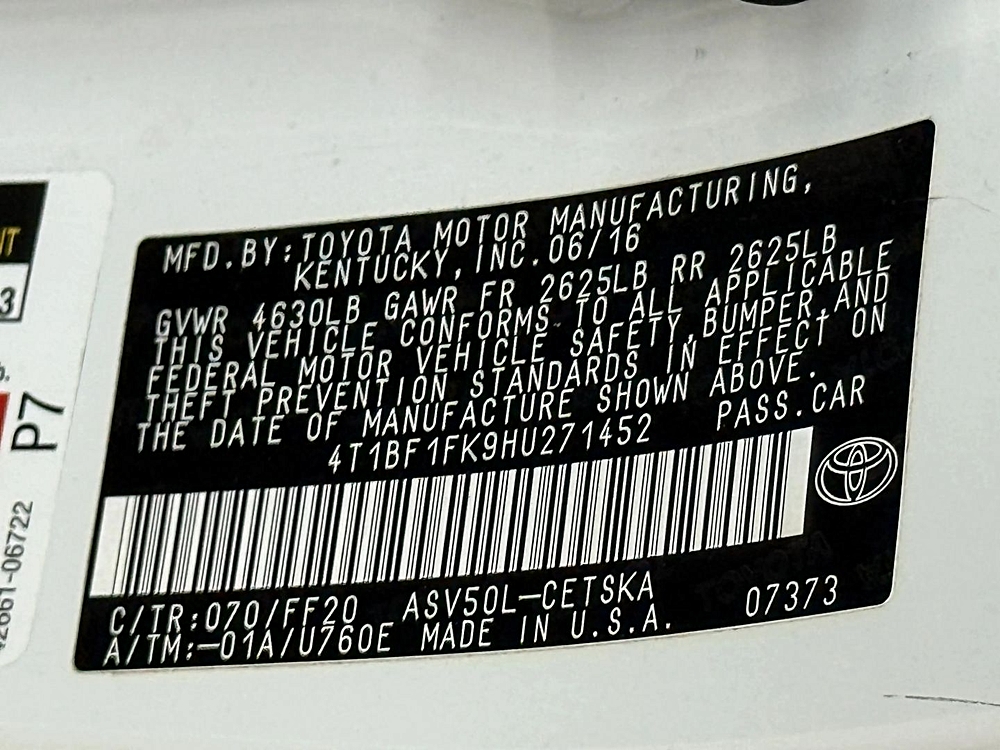 MFD.BY:TOYOTA MOTOR MANUFACTURING,
KENTUCKY,INC.06/16
GVWR 4630LB GAWR FR 2625LB RR 2625LB
THIS VEHICLE CONFORMS TO ALL APPLICABLE
FEDERAL MOTOR VEHICLE SAFETY,BUMPER,AND
THEFT PREVENTION STANDARDS IN EFFECT ON
THE DATE OF MANUFACTURE SHOWN ABOVE.
4T1BF1FK9HU271452 PASS.CAR
C/TR:070/FF20 ASV50L-CETSKA 07373
A/TM:-01A/U760E MADE IN U.S.A.
3
P7